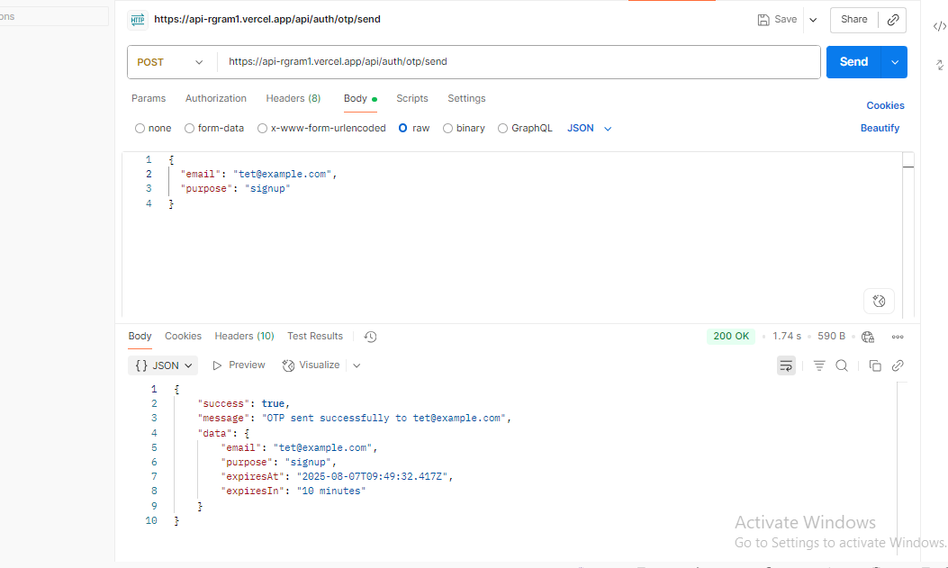 ons
HTTP https://api-rgram1.vercel.app/api/auth/otp/send Save Share
POST https://api-rgram1.vercel.app/api/auth/otp/send Send
Params Authorization Headers (8) Body Scripts Settings Cookies
none form-data x-www-form-urlencoded raw binary GraphQL JSON Beautify
1 {
2 "email": "tet@example.com",
3 "purpose": "signup"
4 }
Body Cookies Headers (10) Test Results 200 OK 1.74 s 590 B
{} JSON Preview Visualize
1 {
2 "success": true,
3 "message": "OTP sent successfully to tet@example.com",
4 "data": {
5 "email": "tet@example.com",
6 "purpose": "signup",
7 "expiresAt": "2025-08-07T09:49:32.417Z",
8 "expiresIn": "10 minutes"
9 }
10 }
Activate Windows
Go to Settings to activate Windows.